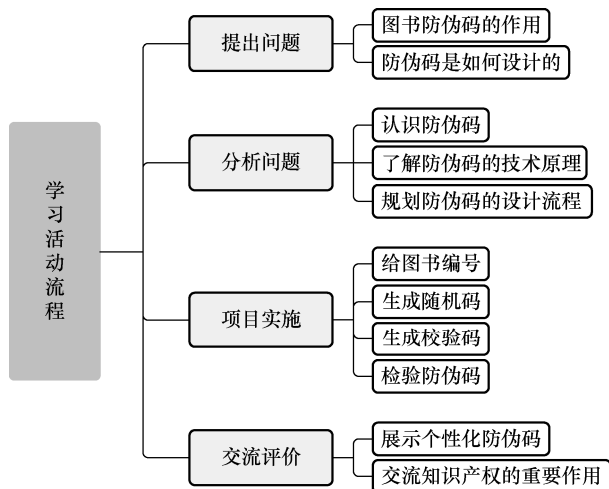 学习活动流程
提出问题
图书防伪码的作用
防伪码是如何设计的
分析问题
认识防伪码
了解防伪码的技术原理
规划防伪码的设计流程
项目实施
给图书编号
生成随机码
生成校验码
检验防伪码
交流评价
展示个性化防伪码
交流知识产权的重要作用